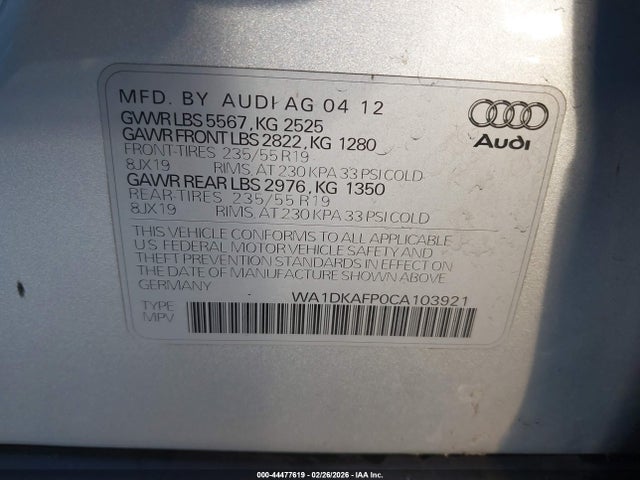 MFD. BY AUDI AG 04 12
GVWR LBS 5567, KG 2525
GAWR FRONT LBS 2822, KG 1280
FRONT-TIRES 235/55 R19
8JX19 RIMS, AT 230 KPA 33 PSI COLD
GAWR REAR LBS 2976, KG 1350
REAR-TIRES 235/55 R19
8JX19 RIMS, AT 230 KPA 33 PSI COLD
THIS VEHICLE CONFORMS TO ALL APPLICABLE
U.S. FEDERAL MOTOR VEHICLE SAFETY AND
THEFT PREVENTION STANDARDS IN EFFECT ON
THE DATE OF MANUFACTURE SHOWN ABOVE
GERMANY
WA1DKAFP0CA103921
TYPE
MPV
Audi
000-44477619 - 02/26/2026 - IAA Inc.